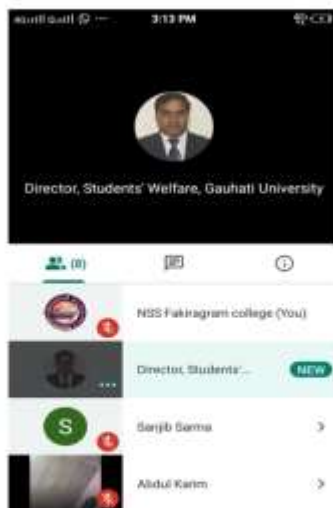 3:13 PM
Director, Students' Welfare, Gauhati University
(8)
NSS Fakiragram college (You)
Director, Students'...
NEW
S
Sanjib Sarma
Abdul Karim